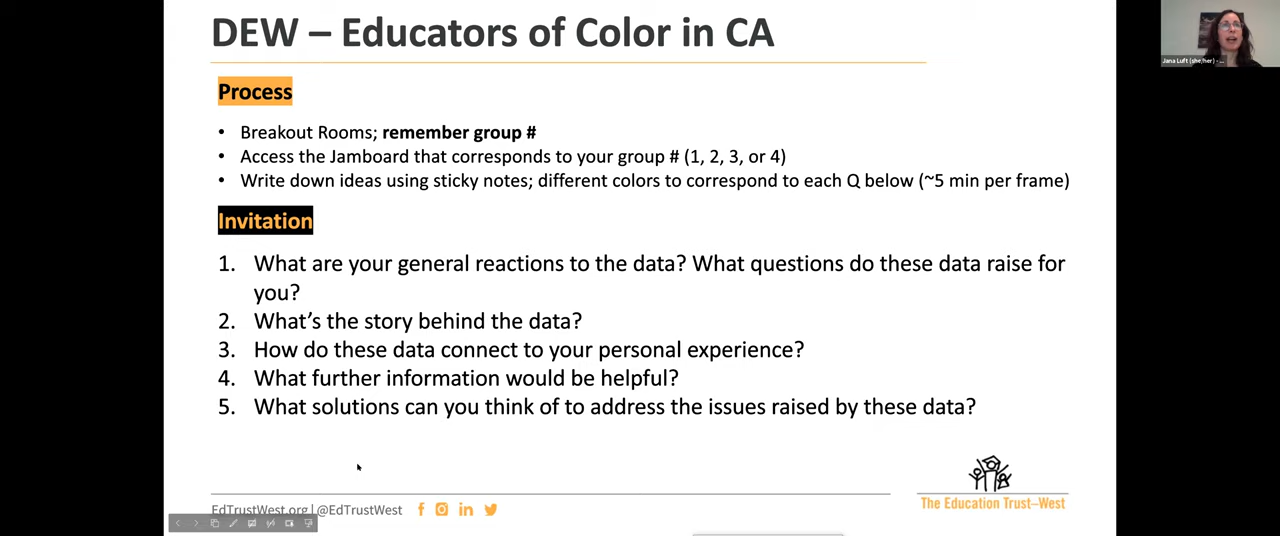 DEW – Educators of Color in CA
Jana Luft (she/her) - ...
Process
• Breakout Rooms; remember group #
• Access the Jamboard that corresponds to your group # (1, 2, 3, or 4)
• Write down ideas using sticky notes; different colors to correspond to each Q below (~5 min per frame)
Invitation
1. What are your general reactions to the data? What questions do these data raise for
you?
2. What's the story behind the data?
3. How do these data connect to your personal experience?
4. What further information would be helpful?
5. What solutions can you think of to address the issues raised by these data?
EdTrustWest.org | @EdTrustWest
The Education Trust–West